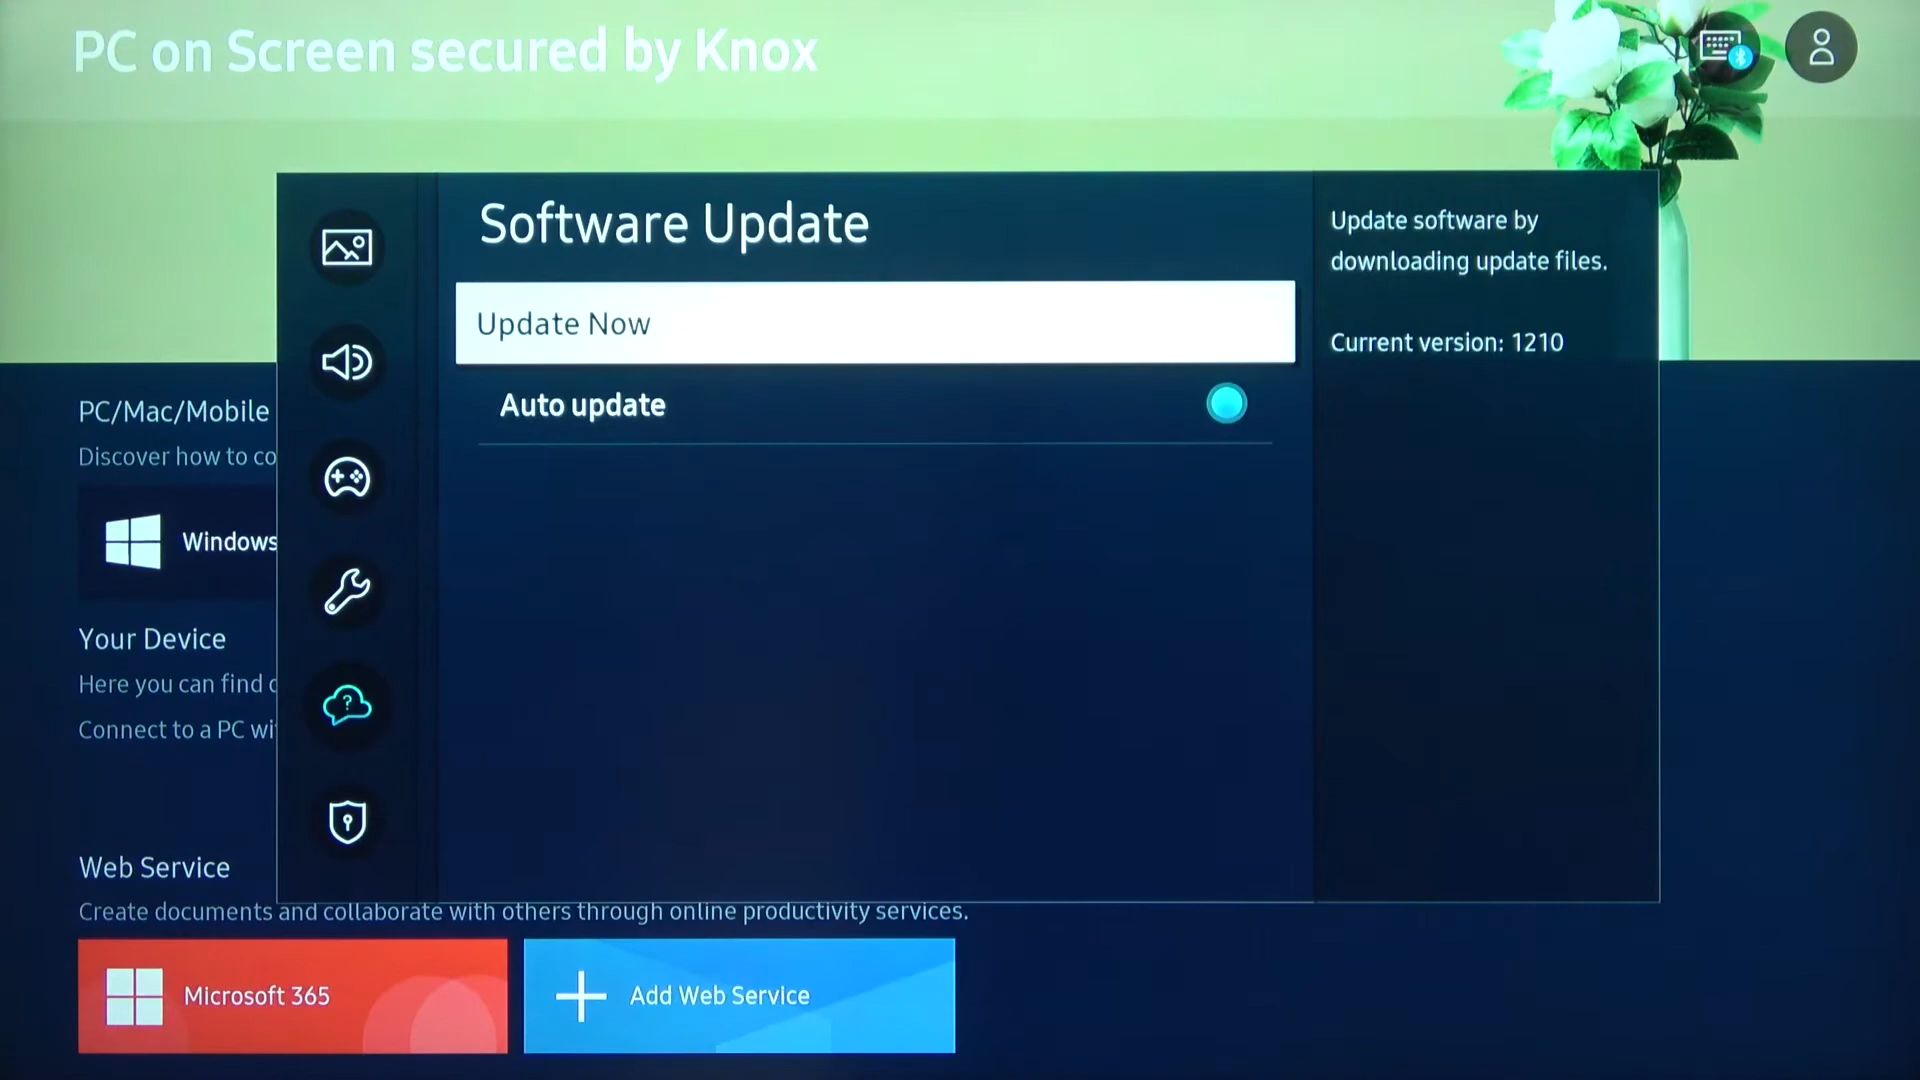 PC on Screen secured by Knox
Software Update
Update Now
Auto update
Update software by
downloading update files.
Current version: 1210
PC/Mac/Mobile
Discover how to co
Windows
Your Device
Here you can find
Connect to a PC wi
Web Service
Create documents and collaborate with others through online productivity services.
Microsoft 365
Add Web Service